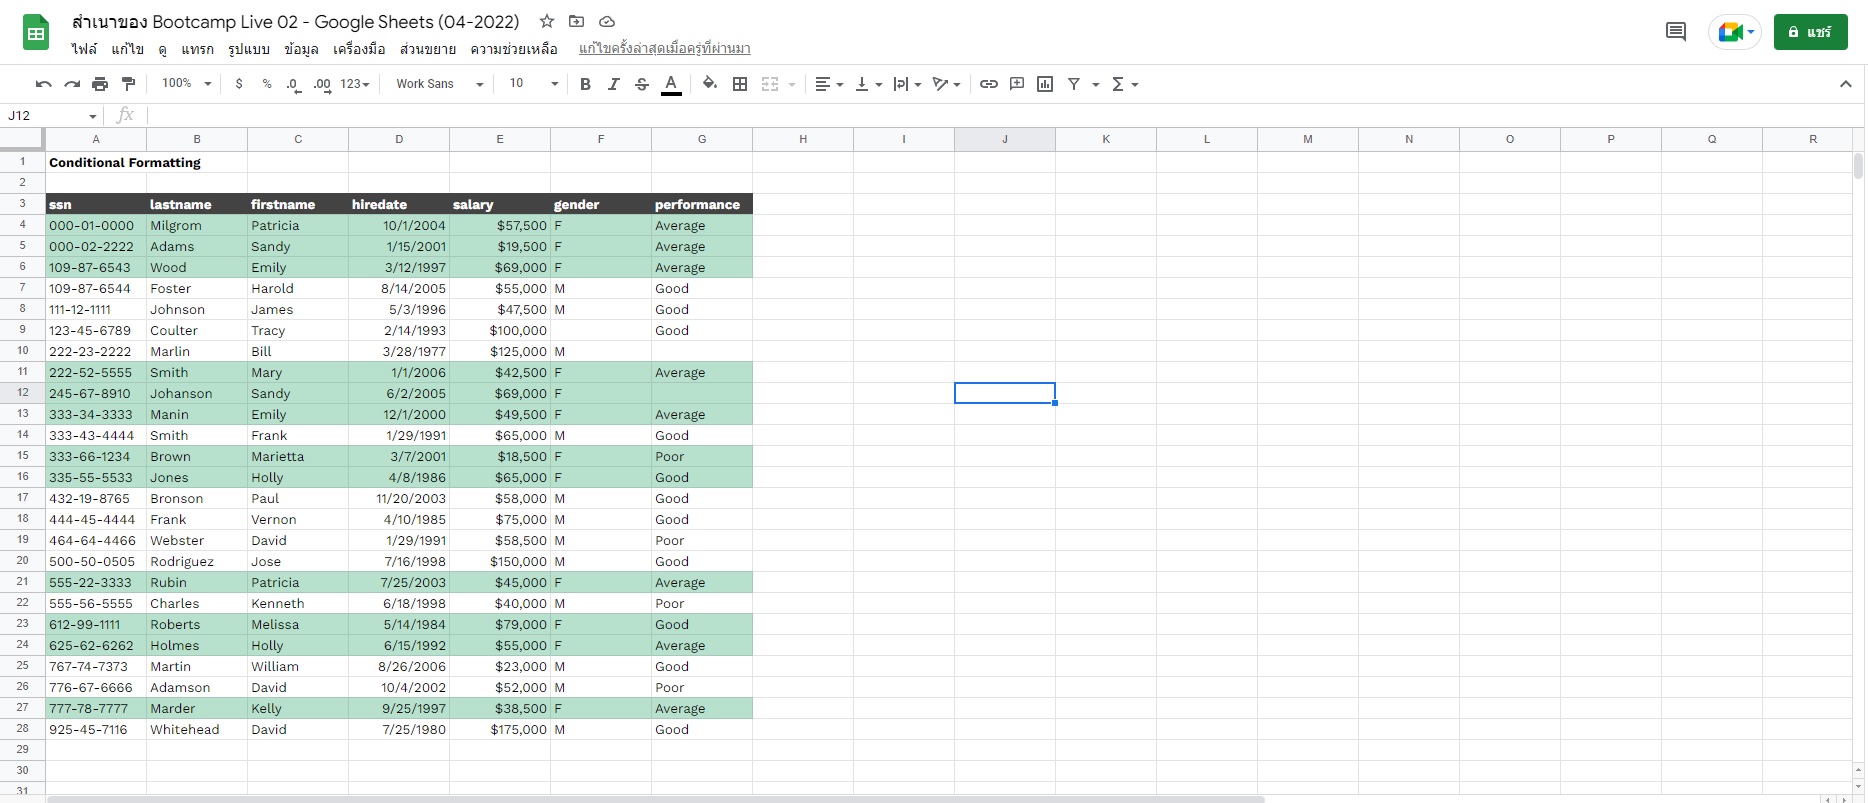 สำเนาของ Bootcamp Live 02 - Google Sheets (04-2022)
ไฟล์ แก้ไข ดู แทรก รูปแบบ ข้อมูล เครื่องมือ ส่วนขยาย ความช่วยเหลือ แก้ไขครั้งล่าสุดเมื่อครู่ที่ผ่านมา
แชร์
100% $ % .0 .00 123 Work Sans 10 B I S A Σ
J12 fx
A B C D E F G H I J K L M N O P Q R
1 Conditional Formatting
2
3 ssn lastname firstname hiredate salary gender performance
4 000-01-0000 Milgrom Patricia 10/1/2004 $57,500 F Average
5 000-02-2222 Adams Sandy 1/15/2001 $19,500 F Average
6 109-87-6543 Wood Emily 3/12/1997 $69,000 F Average
7 109-87-6544 Foster Harold 8/14/2005 $55,000 M Good
8 111-12-1111 Johnson James 5/3/1996 $47,500 M Good
9 123-45-6789 Coulter Tracy 2/14/1993 $100,000 Good
10 222-23-2222 Marlin Bill 3/28/1977 $125,000 M
11 222-52-5555 Smith Mary 1/1/2006 $42,500 F Average
12 245-67-8910 Johanson Sandy 6/2/2005 $69,000 F
13 333-34-3333 Manin Emily 12/1/2000 $49,500 F Average
14 333-43-4444 Smith Frank 1/29/1991 $65,000 M Good
15 333-66-1234 Brown Marietta 3/7/2001 $18,500 F Poor
16 335-55-5533 Jones Holly 4/8/1986 $65,000 F Good
17 432-19-8765 Bronson Paul 11/20/2003 $58,000 M Good
18 444-45-4444 Frank Vernon 4/10/1985 $75,000 M Good
19 464-64-4466 Webster David 1/29/1991 $58,500 M Poor
20 500-50-0505 Rodriguez Jose 7/16/1998 $150,000 M Good
21 555-22-3333 Rubin Patricia 7/25/2003 $45,000 F Average
22 555-56-5555 Charles Kenneth 6/18/1998 $40,000 M Poor
23 612-99-1111 Roberts Melissa 5/14/1984 $79,000 F Good
24 625-62-6262 Holmes Holly 6/15/1992 $55,000 F Average
25 767-74-7373 Martin William 8/26/2006 $23,000 M Good
26 776-67-6666 Adamson David 10/4/2002 $52,000 M Poor
27 777-78-7777 Marder Kelly 9/25/1997 $38,500 F Average
28 925-45-7116 Whitehead David 7/25/1980 $175,000 M Good
29
30
31